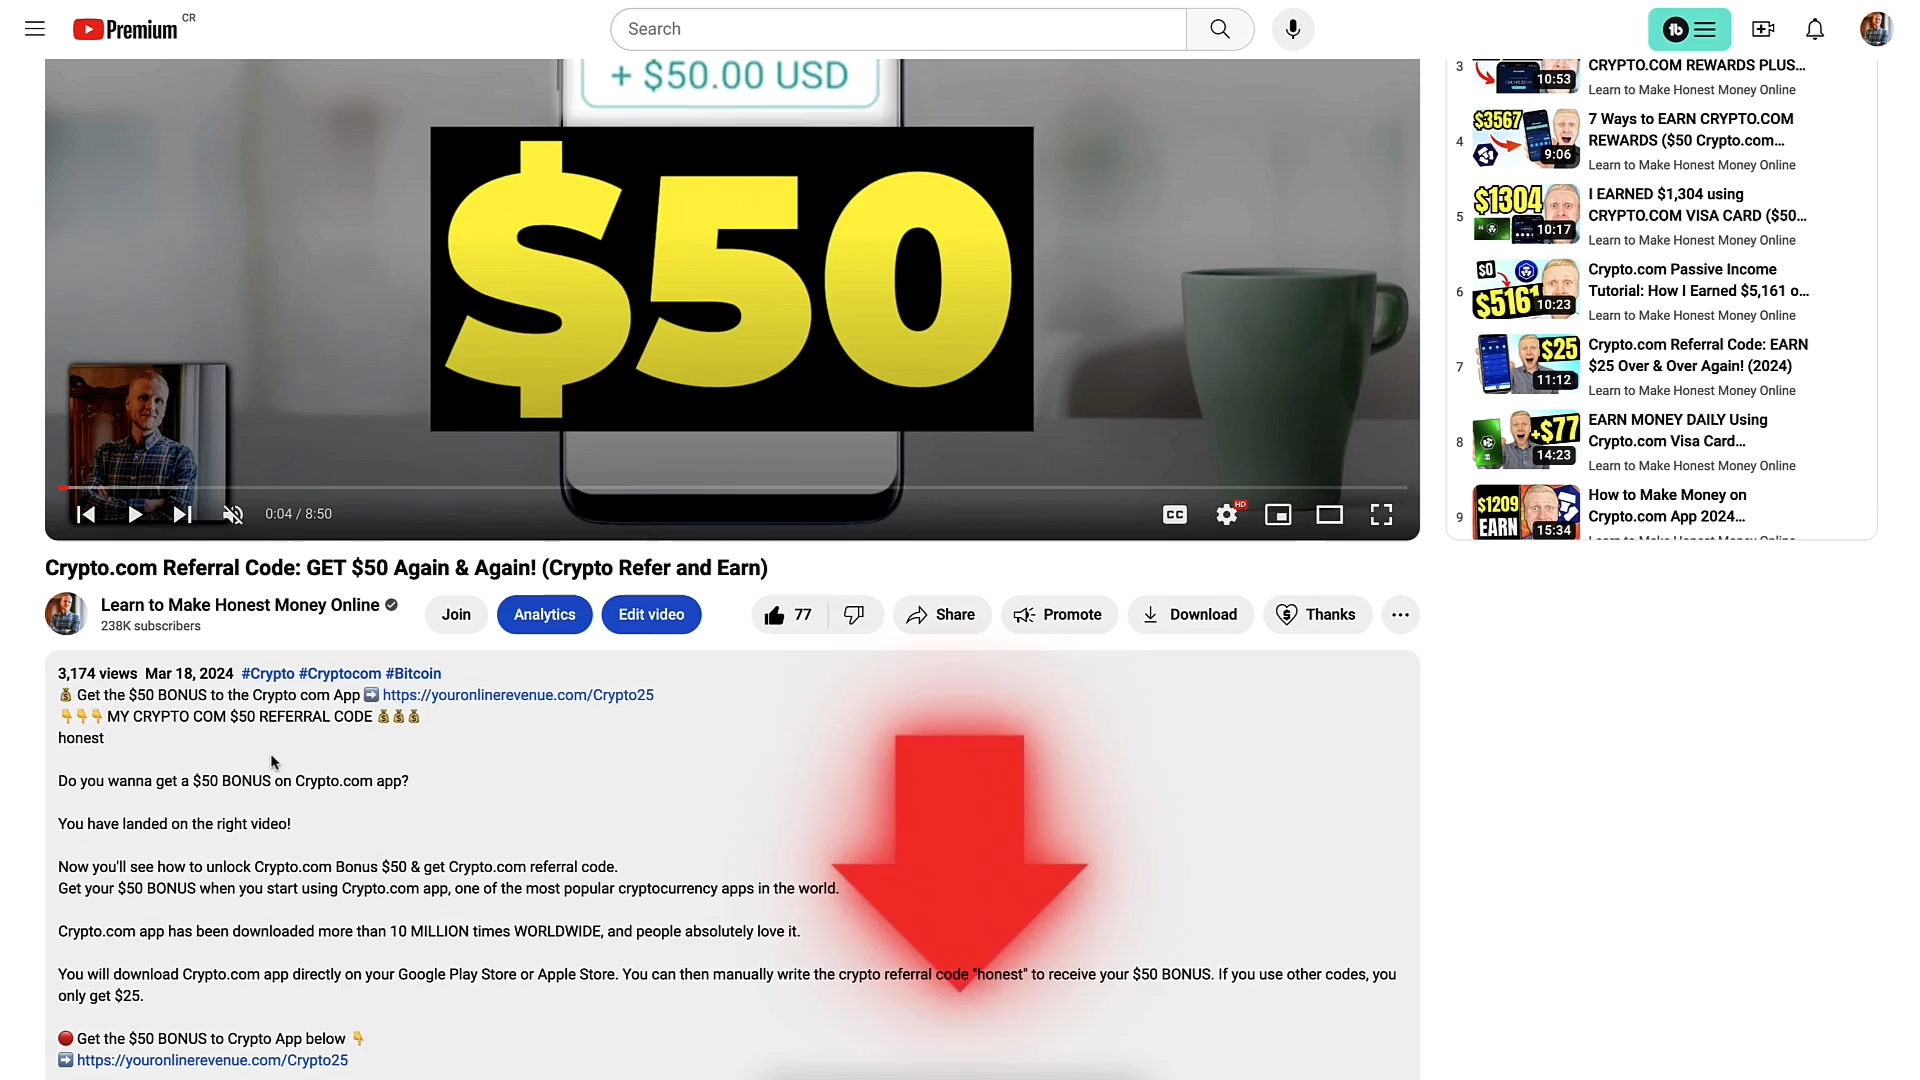 Premium CR
Search
+ $50.00 USD
$50
0:04 / 8:50
CC
HD
Crypto.com Referral Code: GET $50 Again & Again! (Crypto Refer and Earn)
Learn to Make Honest Money Online
238K subscribers
Join
Analytics
Edit video
77
Share
Promote
Download
Thanks
3,174 views Mar 18, 2024 #Crypto #Cryptocom #Bitcoin
💰 Get the $50 BONUS to the Crypto com App ➡️ https://youronlinerevenue.com/Crypto25
👇👇👇 MY CRYPTO COM $50 REFERRAL CODE 💰💰💰
honest
Do you wanna get a $50 BONUS on Crypto.com app?
You have landed on the right video!
Now you'll see how to unlock Crypto.com Bonus $50 & get Crypto.com referral code.
Get your $50 BONUS when you start using Crypto.com app, one of the most popular cryptocurrency apps in the world.
Crypto.com app has been downloaded more than 10 MILLION times WORLDWIDE, and people absolutely love it.
You will download Crypto.com app directly on your Google Play Store or Apple Store. You can then manually write the crypto referral code "honest" to receive your $50 BONUS. If you use other codes, you
only get $25.
🔴 Get the $50 BONUS to Crypto App below 👇
➡️ https://youronlinerevenue.com/Crypto25
3
10:53
CRYPTO.COM REWARDS PLUS...
Learn to Make Honest Money Online
4
$3567
9:06
7 Ways to EARN CRYPTO.COM
REWARDS ($50 Crypto.com...
Learn to Make Honest Money Online
5
$1304
10:17
I EARNED $1,304 using
CRYPTO.COM VISA CARD ($50...
Learn to Make Honest Money Online
6
$0
$5161
10:23
Crypto.com Passive Income
Tutorial: How I Earned $5,161 o...
Learn to Make Honest Money Online
7
$25
11:12
Crypto.com Referral Code: EARN
$25 Over & Over Again! (2024)
Learn to Make Honest Money Online
8
+$77
14:23
EARN MONEY DAILY Using
Crypto.com Visa Card...
Learn to Make Honest Money Online
9
$1209
EARN
15:34
How to Make Money on
Crypto.com App 2024...